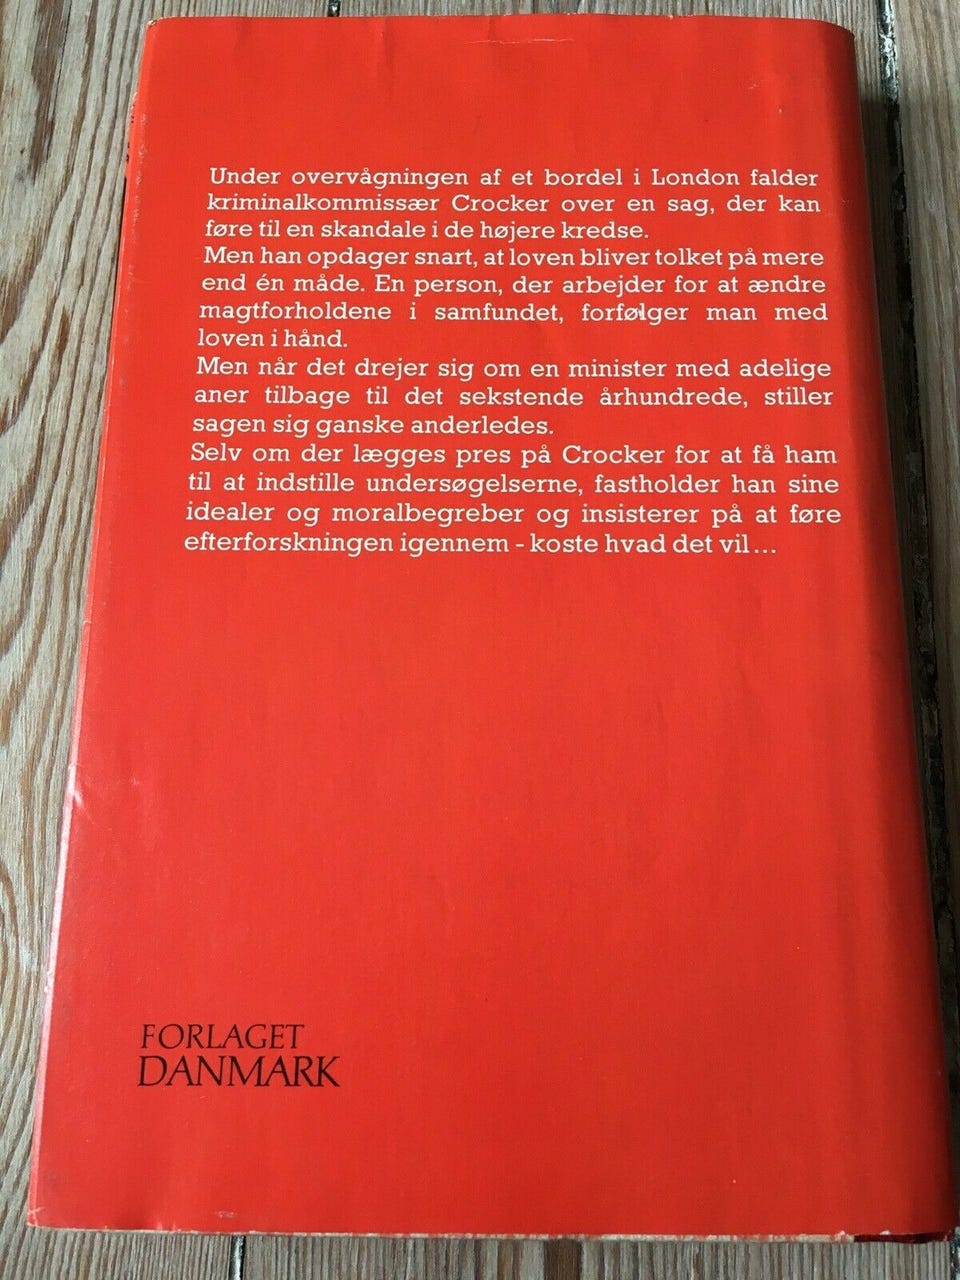 Under overvågningen af et bordel i London falder
kriminalkommissær Crocker over en sag, der kan
føre til en skandale i de højere kredse.
Men han opdager snart, at loven bliver tolket på mere
end én måde. En person, der arbejder for at ændre
magtforholdene i samfundet, forfølger man med
loven i hånd.
Men når det drejer sig om en minister med adelige
aner tilbage til det sekstende århundrede, stiller
sagen sig ganske anderledes.
Selv om der lægges pres på Crocker for at få ham
til at indstille undersøgelserne, fastholder han sine
idealer og moralbegreber og insisterer på at føre
efterforskningen igennem - koste hvad det vil...
FORLAGET
DANMARK